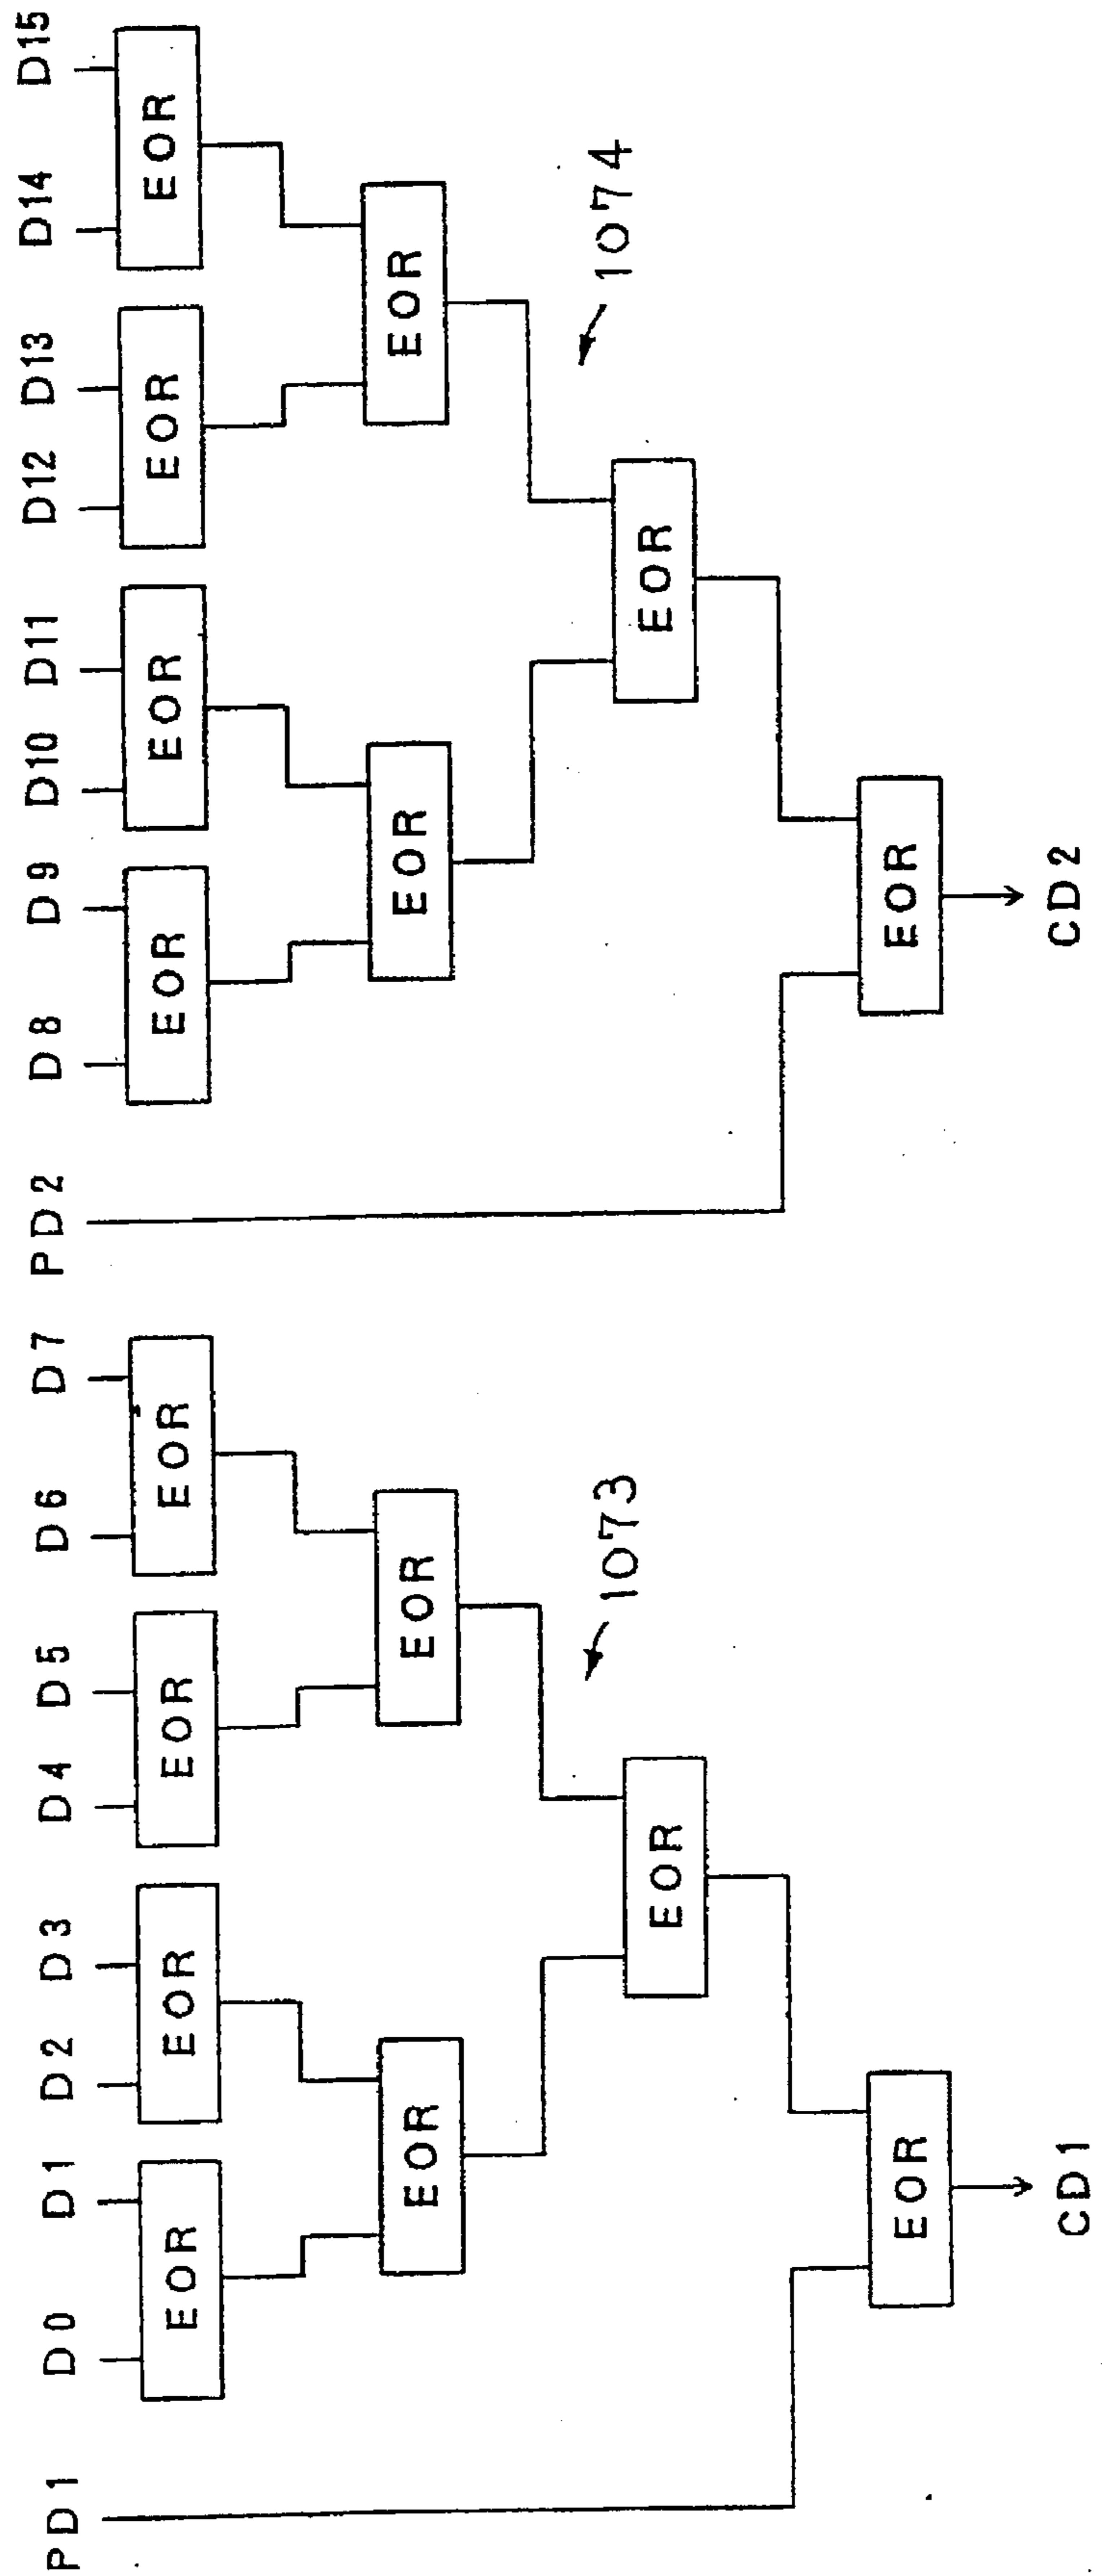 PD1 D0 D1 D2 D3 D4 D5 D6 D7 PD2 D8 D9 D10 D11 D12 D13 D14 D15
EOR EOR EOR EOR EOR EOR EOR EOR
EOR EOR EOR EOR
1073 1074
EOR EOR
EOR EOR
CD1 CD2